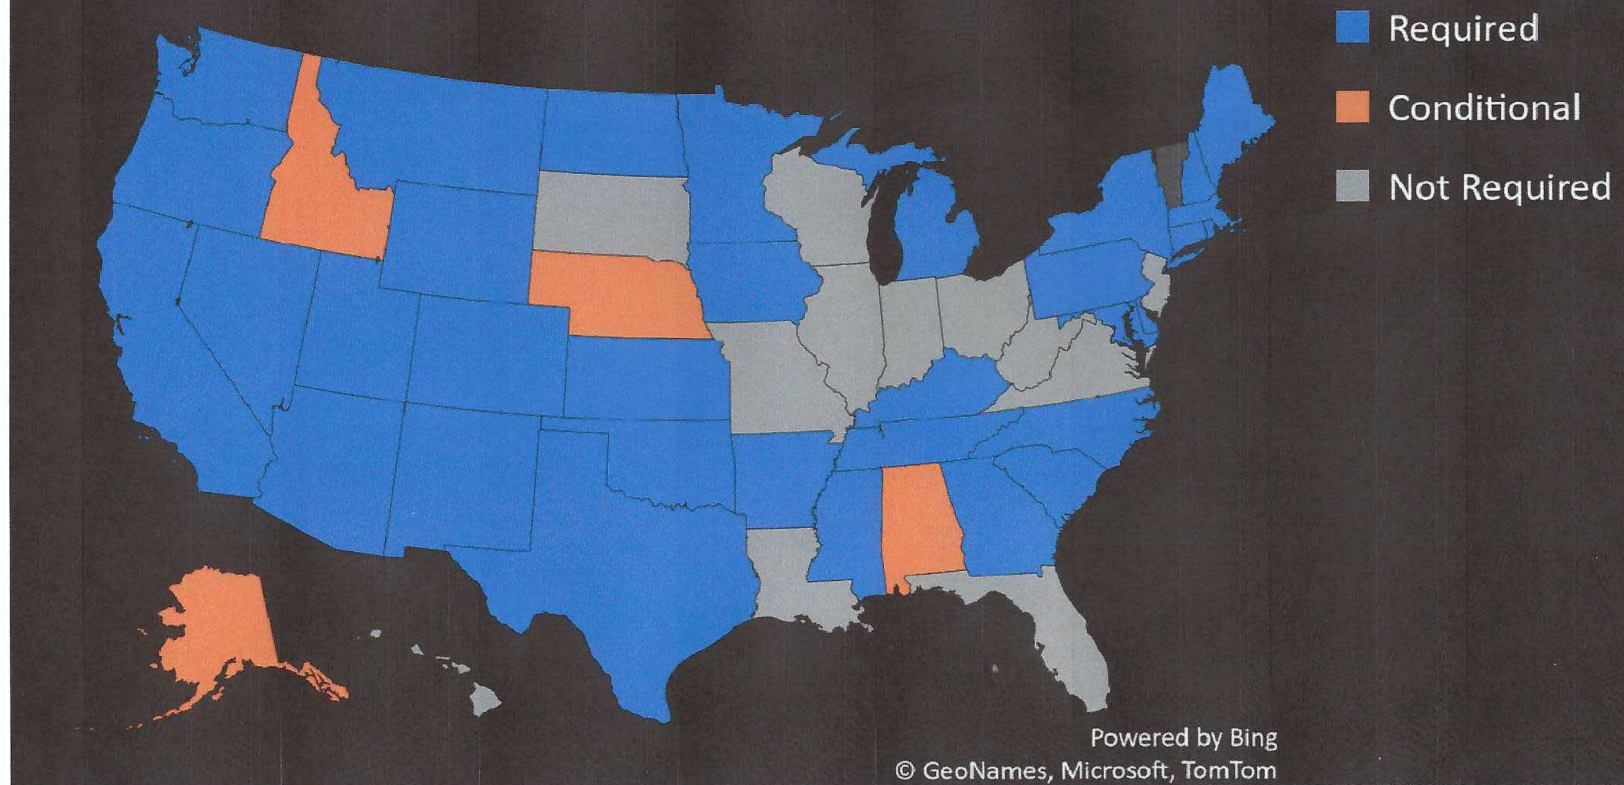 Required
Conditional
Not Required
Powered by Bing
© GeoNames, Microsoft, TomTom